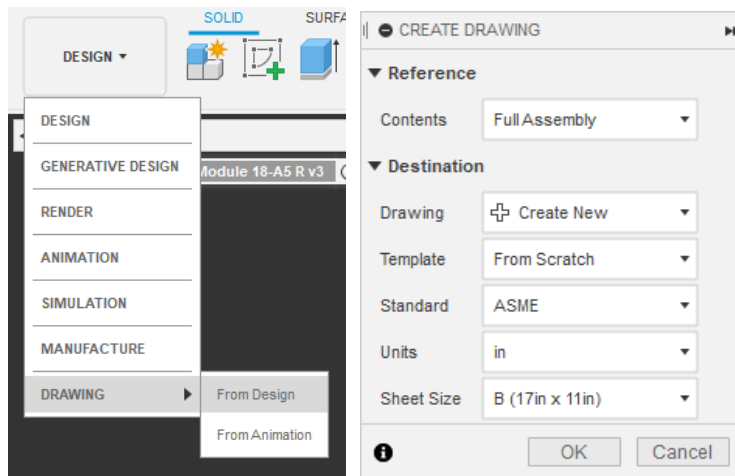 SOLID
SURFA
DESIGN
DESIGN
GENERATIVE DESIGN
Module 18-A5 R v3
RENDER
ANIMATION
SIMULATION
MANUFACTURE
DRAWING
From Design
From Animation
CREATE DRAWING
Reference
Contents Full Assembly
Destination
Drawing Create New
Template From Scratch
Standard ASME
Units in
Sheet Size B (17in x 11in)
OK Cancel